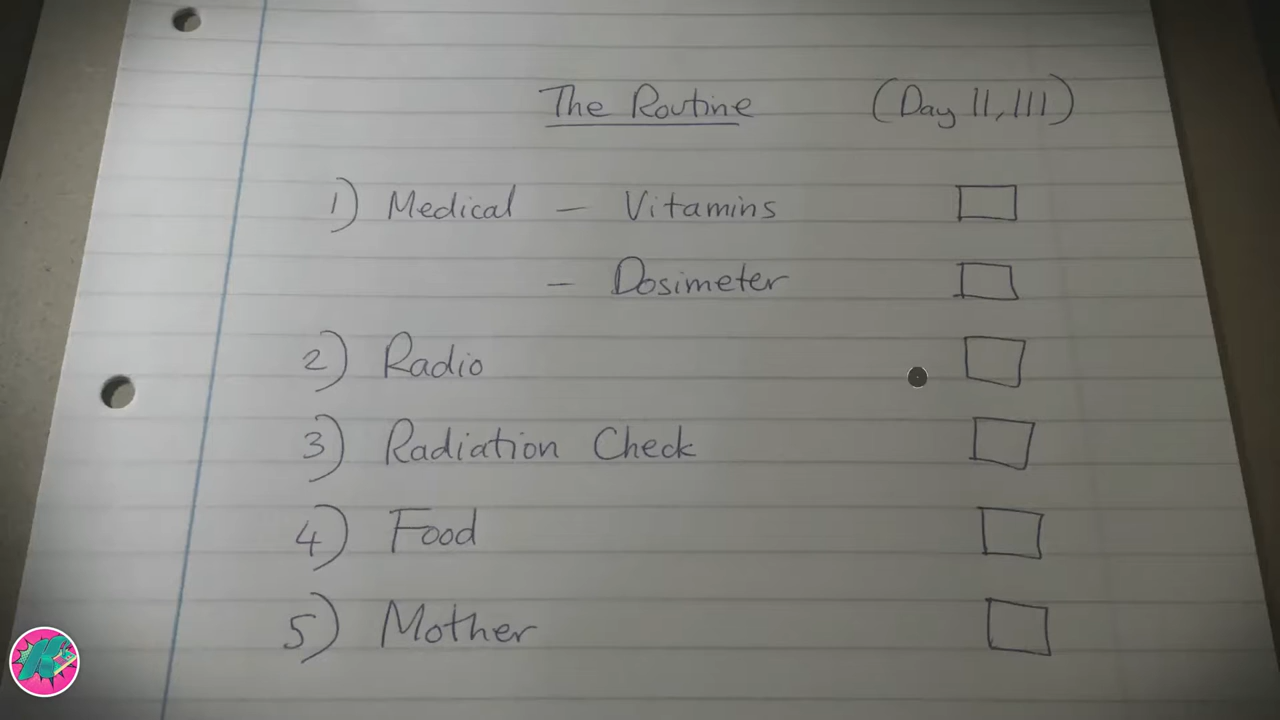 The Routine (Day 11,111)
1) Medical - Vitamins
- Dosimeter
2) Radio
3) Radiation Check
4) Food
5) Mother